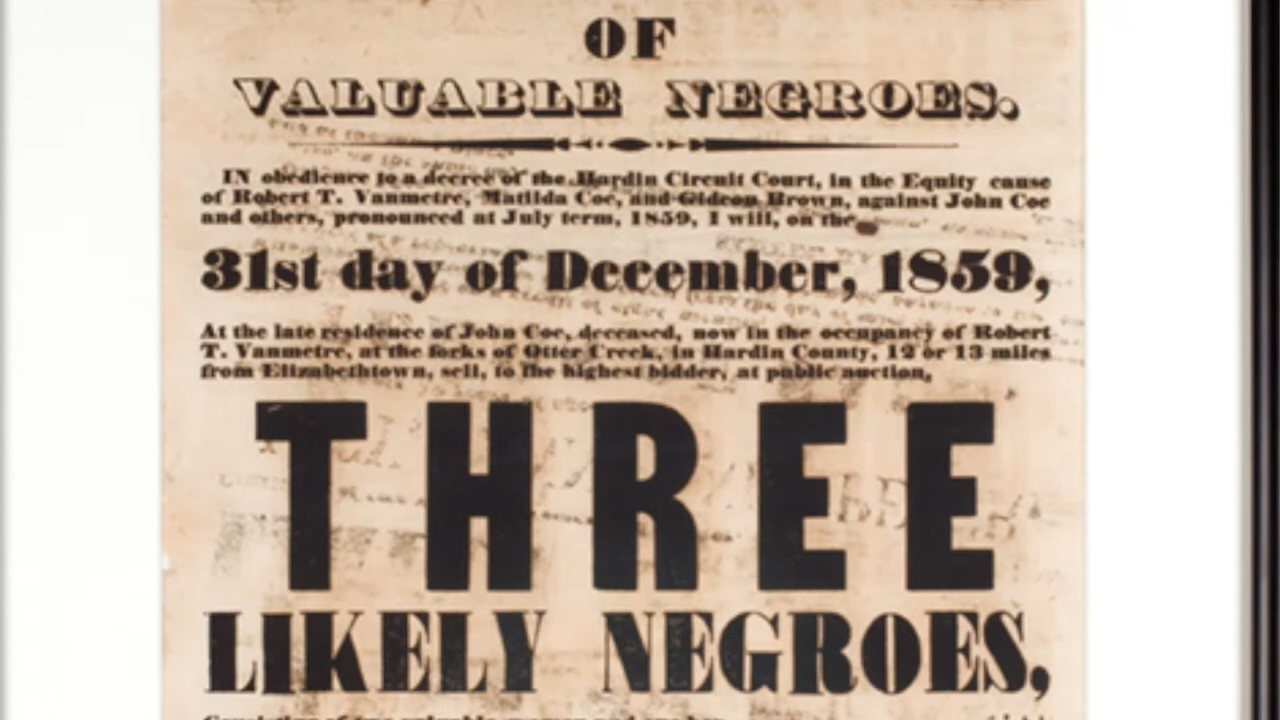 OF
VALUABLE NEGROES.
IN obedience to a decree of the Hardin Circuit Court, in the Equity cause
of Robert T. Vanmetre, Matilda Coe, and Gideon Brown, against John Coe
and others, pronounced at July term, 1859, I will, on the
31st day of December, 1859,
At the late residence of John Coe, deceased, now in the occupancy of Robert
T. Vanmetre, at the forks of Otter Creek, in Hardin County, 12 or 13 miles
from Elizabethtown, sell, to the highest bidder, at public auction,
THREE
LIKELY NEGROES,